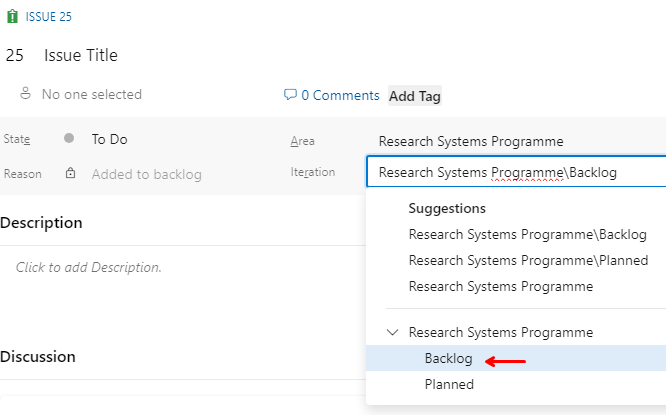 ISSUE 25
25 Issue Title
No one selected
0 Comments Add Tag
State To Do
Area Research Systems Programme
Reason Added to backlog
Iteration Research Systems Programme\Backlog
Suggestions
Research Systems Programme\Backlog
Research Systems Programme\Planned
Research Systems Programme
Research Systems Programme
Backlog
Planned
Description
Click to add Description.
Discussion